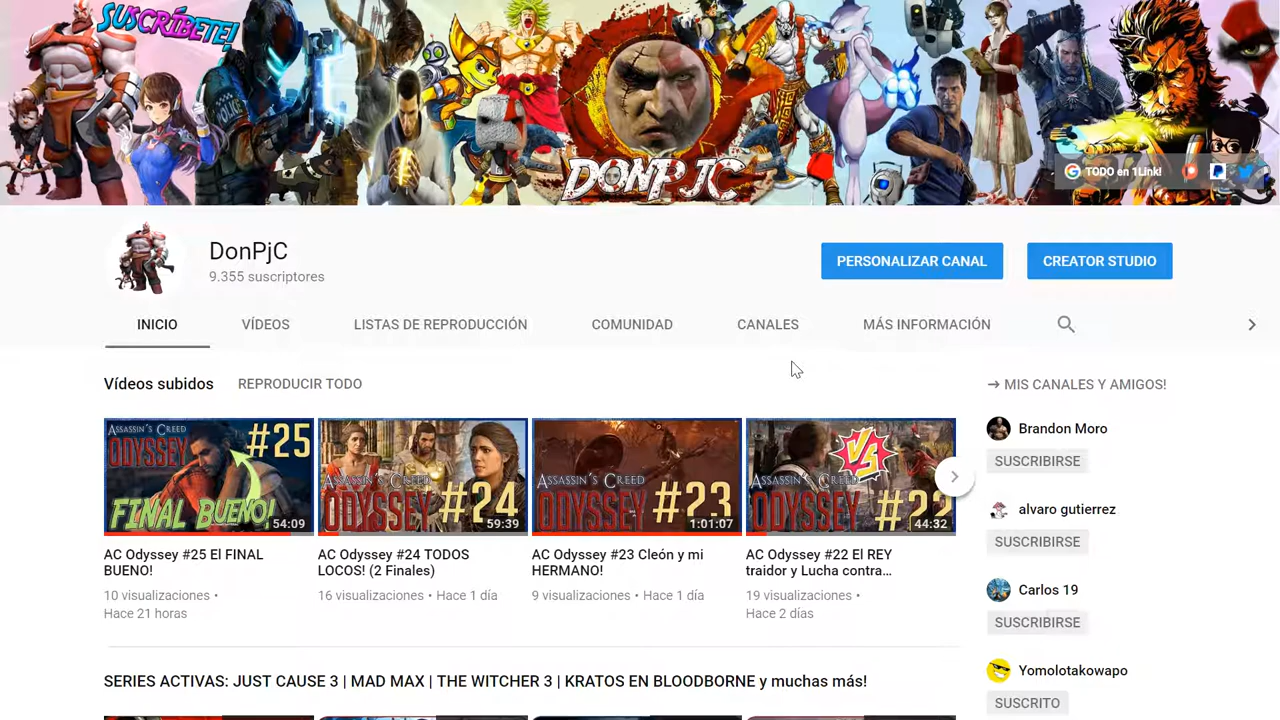 SUSCRÍBETE!
POLICE
DONPJC
TODO en 1Link!
DonPjC
9.355 suscriptores
PERSONALIZAR CANAL
CREATOR STUDIO
INICIO
VÍDEOS
LISTAS DE REPRODUCCIÓN
COMUNIDAD
CANALES
MÁS INFORMACIÓN
Vídeos subidos
REPRODUCIR TODO
ASSASSIN'S CREED
ODYSSEY
#25
FINAL BUENO!
54:09
AC Odyssey #25 El FINAL
BUENO!
10 visualizaciones •
Hace 21 horas
ASSASSIN'S CREED
ODYSSEY
#24
59:39
AC Odyssey #24 TODOS
LOCOS! (2 Finales)
16 visualizaciones • Hace 1 día
ASSASSIN'S CREED
ODYSSEY
#23
1:01:07
AC Odyssey #23 Cleón y mi
HERMANO!
9 visualizaciones • Hace 1 día
VS
ASSASSIN'S CREED
ODYSSEY
#22
44:32
AC Odyssey #22 El REY
traidor y Lucha contra...
19 visualizaciones •
Hace 2 días
→ MIS CANALES Y AMIGOS!
Brandon Moro
SUSCRIBIRSE
alvaro gutierrez
SUSCRIBIRSE
Carlos 19
SUSCRIBIRSE
Yomolotakowapo
SUSCRITO
SERIES ACTIVAS: JUST CAUSE 3 | MAD MAX | THE WITCHER 3 | KRATOS EN BLOODBORNE y muchas más!